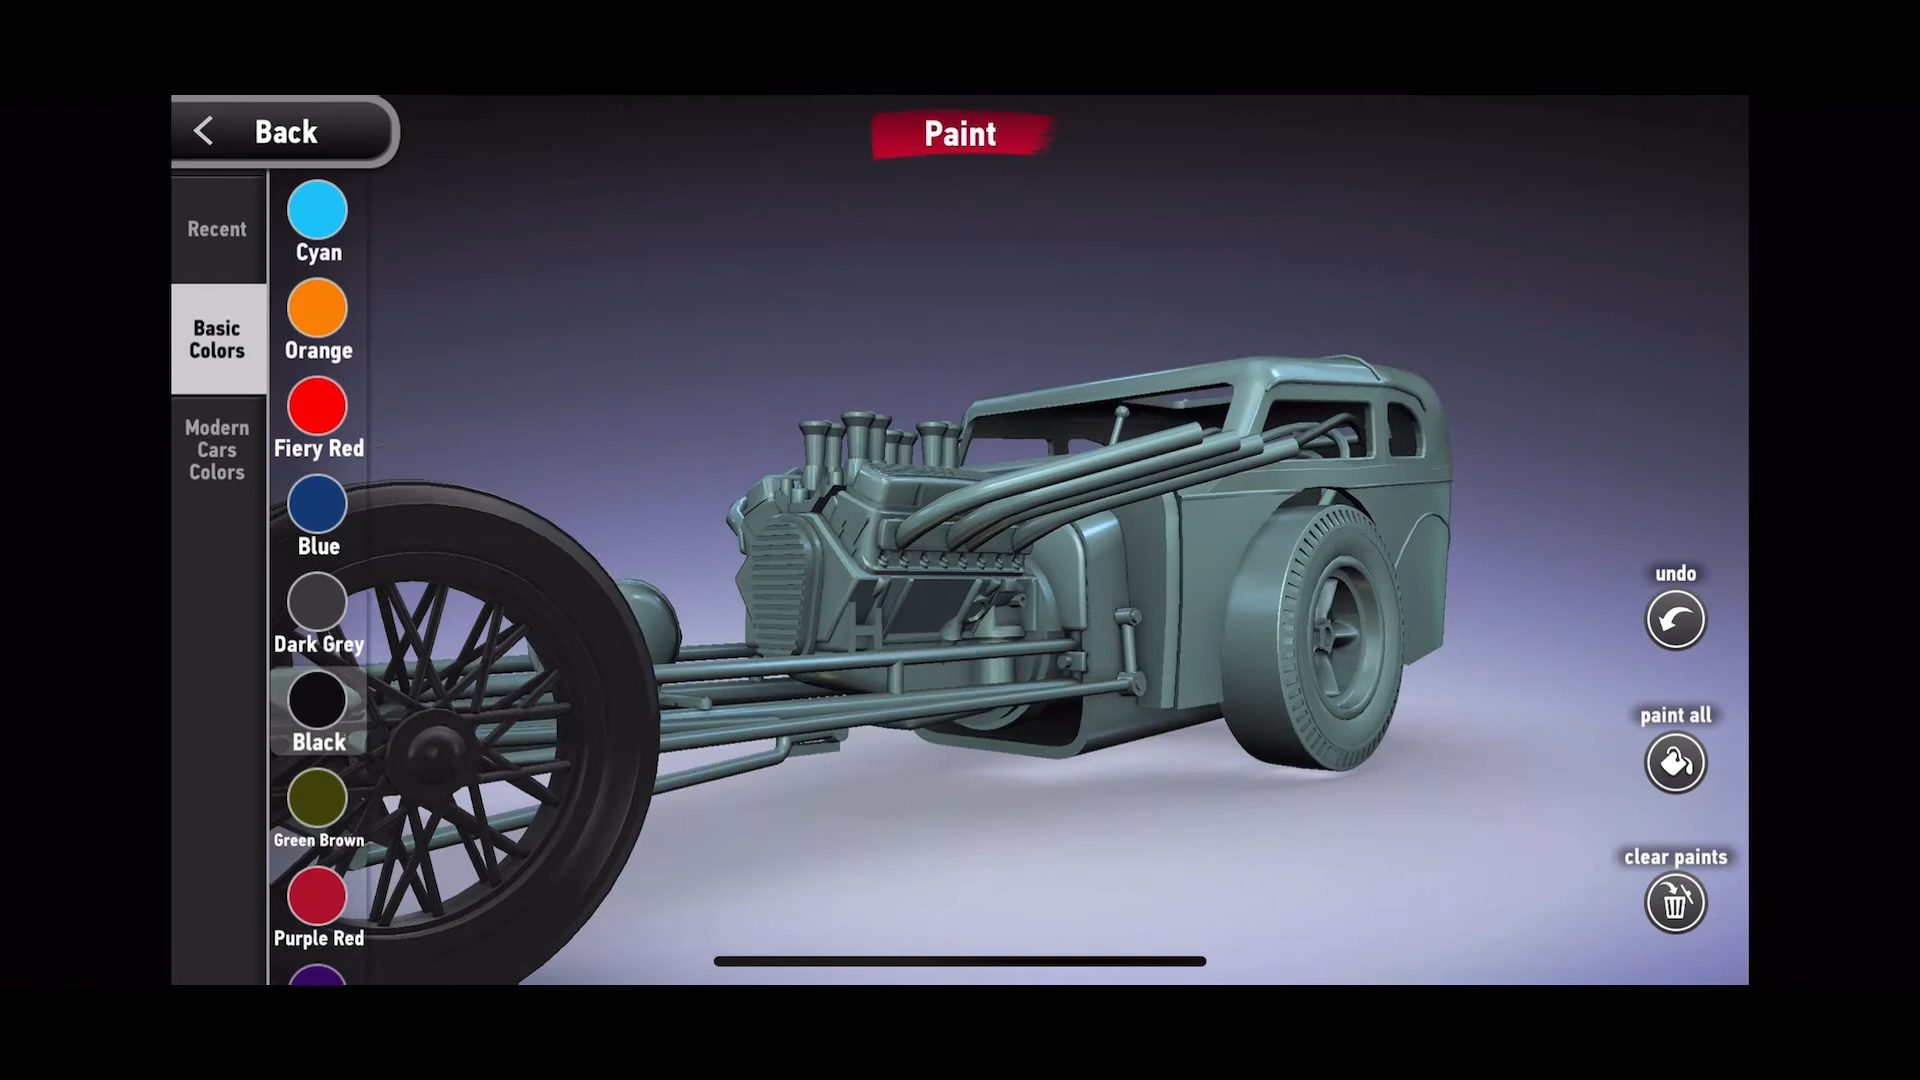 Back
Paint
Recent
Basic
Colors
Modern
Cars
Colors
Cyan
Orange
Fiery Red
Blue
Dark Grey
Black
Green Brown
Purple Red
undo
paint all
clear paints